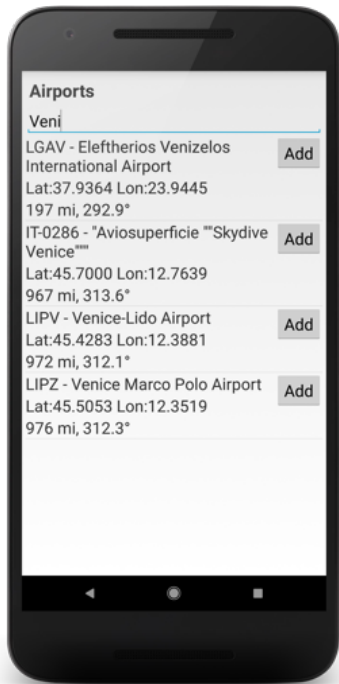 Airports
Veni
LGAV - Eleftherios Venizelos
International Airport
Add
Lat:37.9364 Lon:23.9445
197 mi, 292.9°
IT-0286 - "Aviosuperficie ""Skydive
Venice"""
Add
Lat:45.7000 Lon:12.7639
967 mi, 313.6°
LIPV - Venice-Lido Airport
Add
Lat:45.4283 Lon:12.3881
972 mi, 312.1°
LIPZ - Venice Marco Polo Airport
Add
Lat:45.5053 Lon:12.3519
976 mi, 312.3°